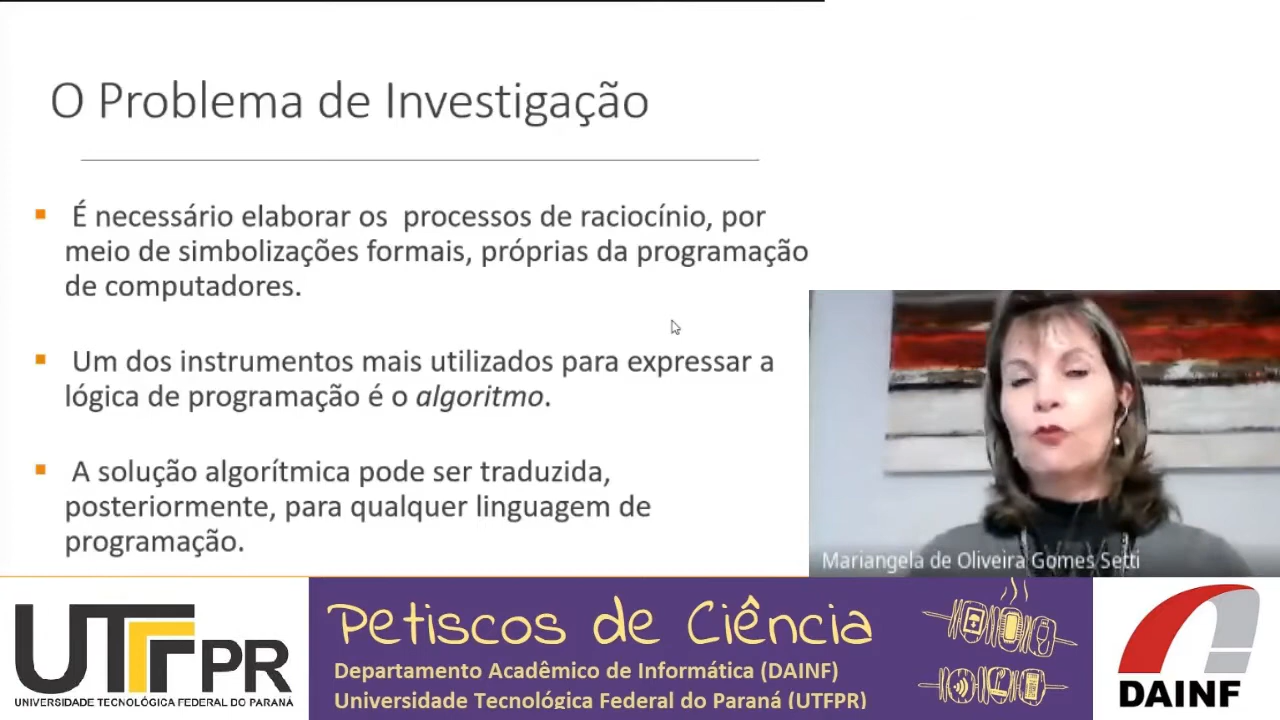 O Problema de Investigação
É necessário elaborar os processos de raciocínio, por
meio de simbolizações formais, próprias da programação
de computadores.
Um dos instrumentos mais utilizados para expressar a
lógica de programação é o algoritmo.
A solução algorítmica pode ser traduzida,
posteriormente, para qualquer linguagem de
programação.
Mariangela de Oliveira Gomes Setti
UTFPR
UNIVERSIDADE TECNOLÓGICA FEDERAL DO PARANÁ
Petiscos de Ciência
Departamento Acadêmico de Informática (DAINF)
Universidade Tecnológica Federal do Paraná (UTFPR)
DAINF